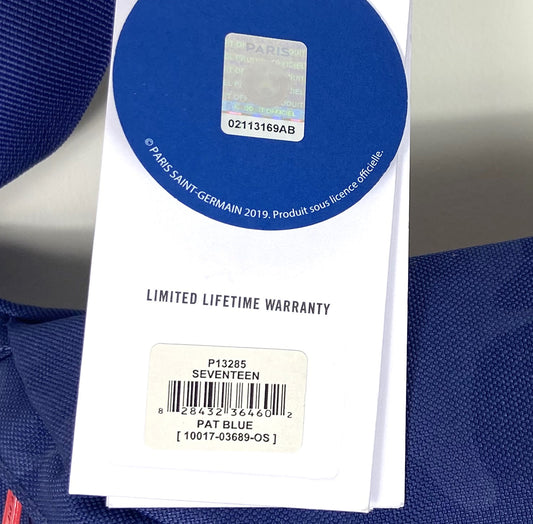 PARIS
02113169AB
© PARIS SAINT-GERMAIN 2019. Produit sous licence officielle.
LIMITED LIFETIME WARRANTY
P13285
SEVENTEEN
8 28432 36460 2
PAT BLUE
[ 10017-03689-OS ]